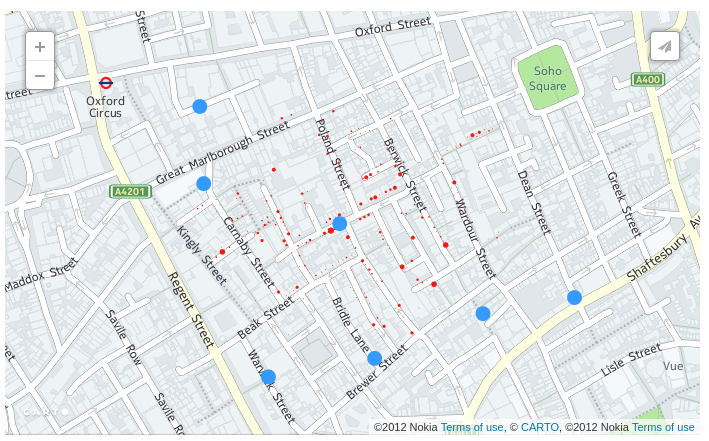 +
−
Street
Oxford Street
Soho
Square
A400
Oxford
Circus
Street
Great Marlborough Street
Poland Street
Berwick Street
Dean Street
Greek Street
A4201
Carnaby Street
Wardour Street
Kingly Street
Shaftesbury Av
Maddox Street
Regent Street
Savile Row
Beak Street
Bridle Lane
Warwick Street
Brewer Street
Lisle Street
Vue
Savile Row
CARTO
©2012 Nokia Terms of use, © CARTO, ©2012 Nokia Terms of use